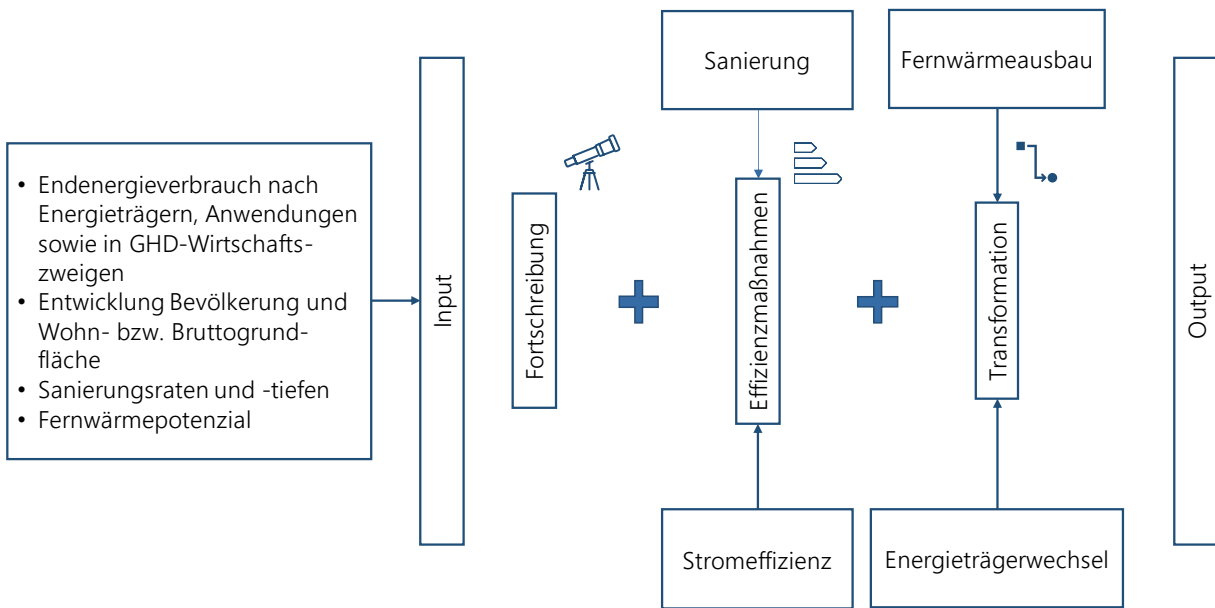 • Endenergieverbrauch nach
Energieträgern, Anwendungen
sowie in GHD-Wirtschafts-
zweigen
• Entwicklung Bevölkerung und
Wohn- bzw. Bruttogrund-
fläche
• Sanierungsraten und -tiefen
• Fernwärmepotenzial
Input
Fortschreibung
Sanierung
Effizienzmaßnahmen
Stromeffizienz
Fernwärmeausbau
Transformation
Energieträgerwechsel
Output